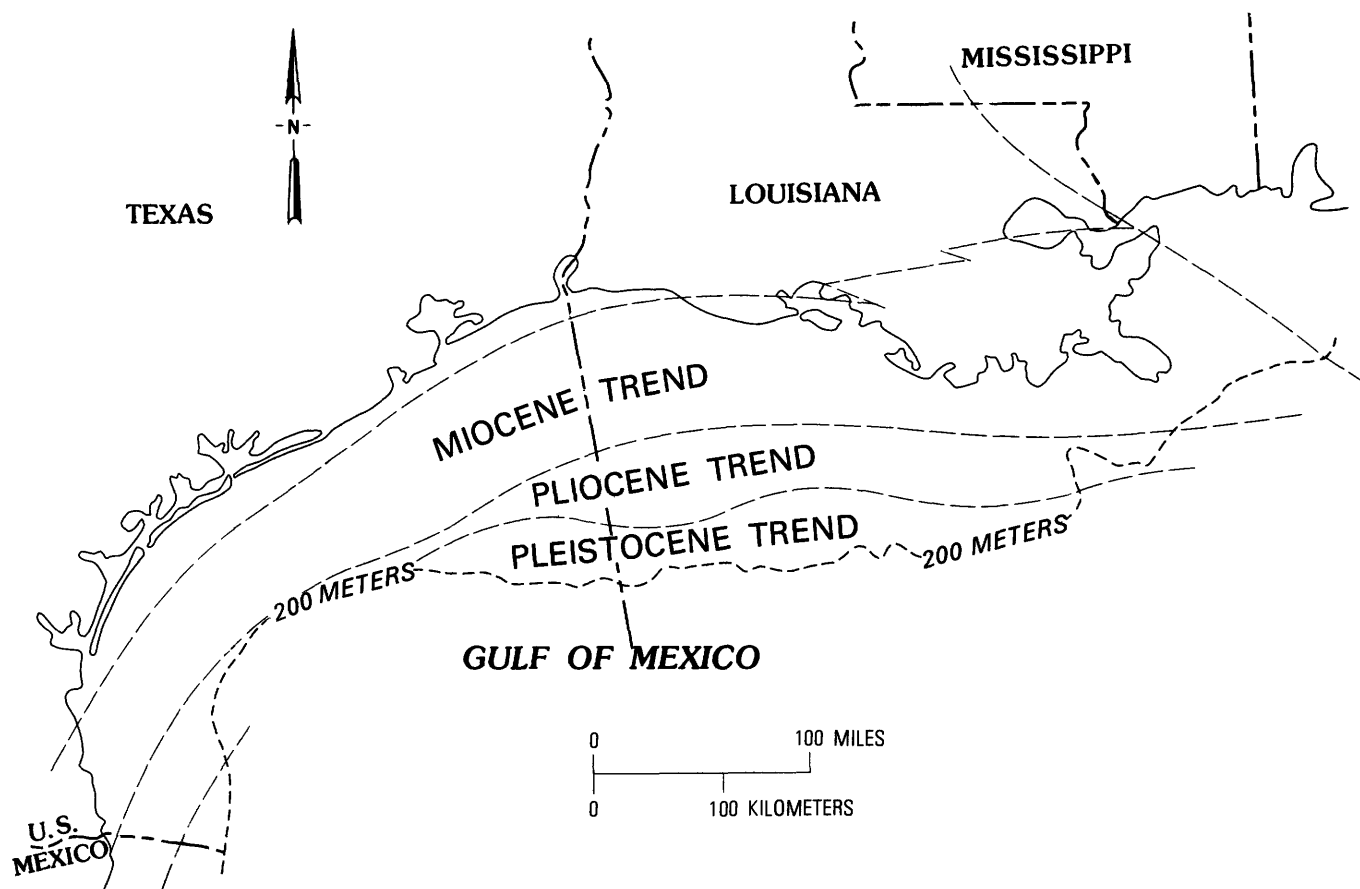 MISSISSIPPI
N
LOUISIANA
TEXAS
MIOCENE TREND
PLIOCENE TREND
PLEISTOCENE TREND
200 METERS
200 METERS
GULF OF MEXICO
0 100 MILES
0 100 KILOMETERS
U.S.
MEXICO